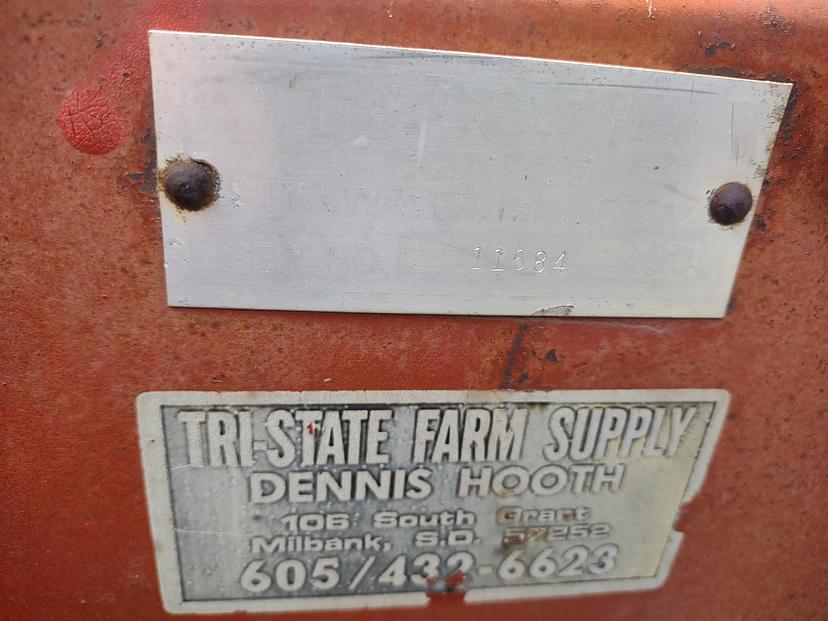 11684
TRI-STATE FARM SUPPLY
DENNIS HOOTH
106 South Grant
Milbank, S.D. 57252
605/432-6623